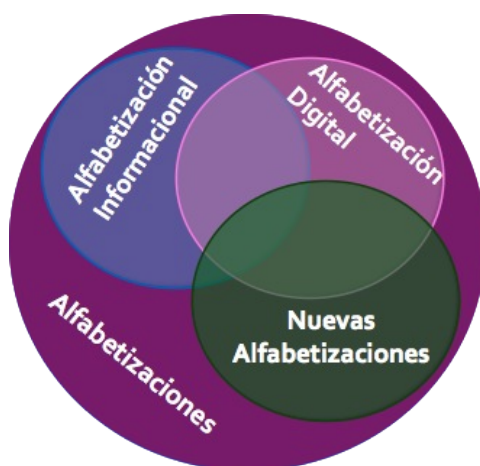 Alfabetización
Informacional
Alfabetización
Digital
Nuevas
Alfabetizaciones
Alfabetizaciones